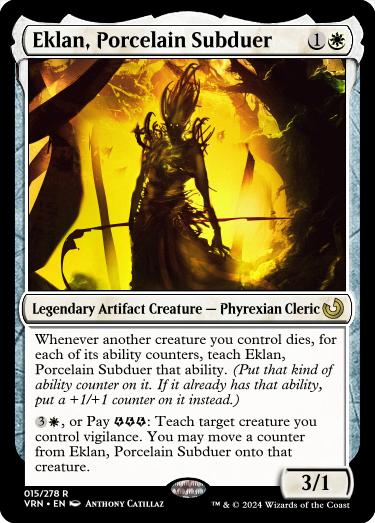 Eklan, Porcelain Subduer 1
Legendary Artifact Creature — Phyrexian Cleric
Whenever another creature you control dies, for
each of its ability counters, teach Eklan,
Porcelain Subduer that ability. (Put that kind of
ability counter on it. If it already has that ability,
put a +1/+1 counter on it instead.)
3, or Pay : Teach target creature you
control vigilance. You may move a counter
from Eklan, Porcelain Subduer onto that
creature.
3/1
015/278 R
VRN • EN Anthony Catillaz ™ & © 2024 Wizards of the Coast